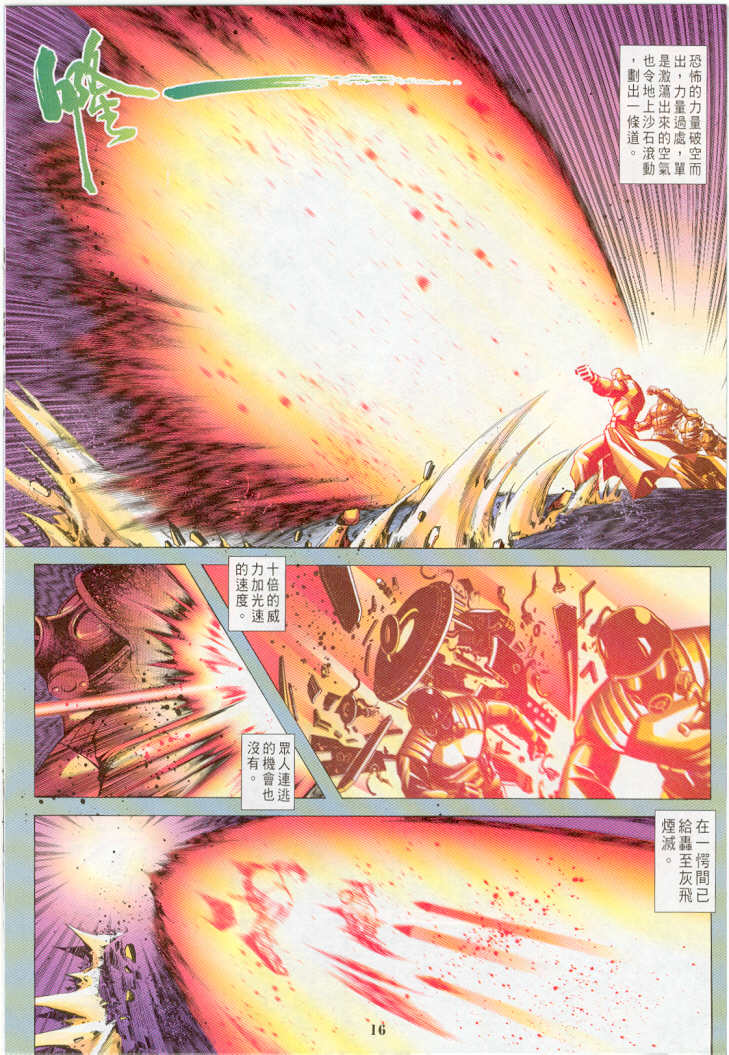 恐怖的力量破空而
出，力量過處，單
是激蕩出來的空氣
也令地上沙石滾動
，劃出一條道。
十倍的威
力加光速
的速度。
眾人連逃
的機會也
沒有。
在一愕間已
給轟至灰飛
煙滅。
16